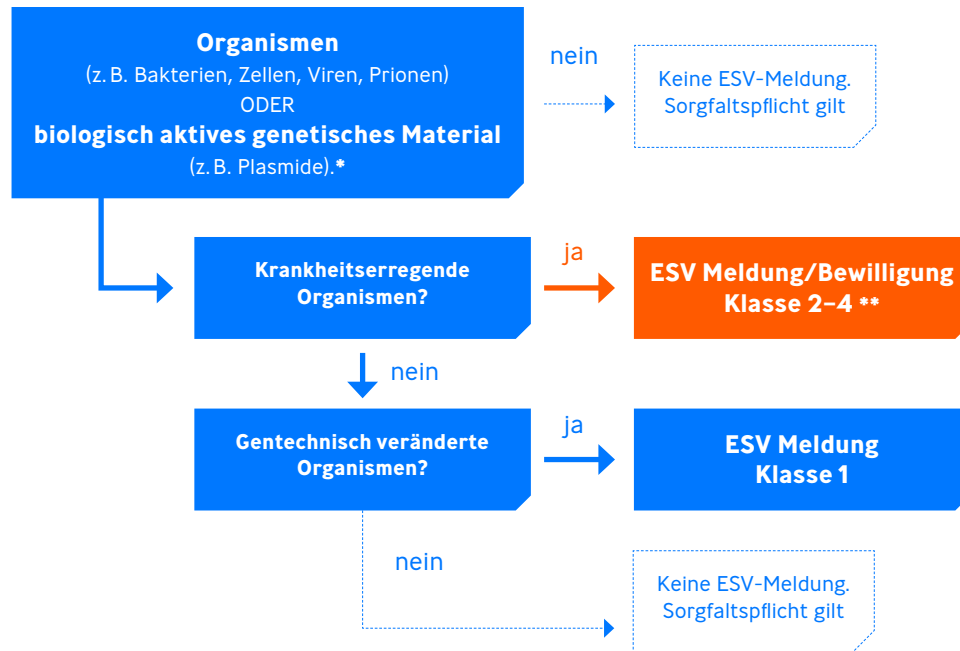 Organismen
(z. B. Bakterien, Zellen, Viren, Prionen)
ODER
biologisch aktives genetisches Material
(z. B. Plasmide).*
nein
Keine ESV-Meldung.
Sorgfaltspflicht gilt
Krankheitserregende
Organismen?
ja
ESV Meldung/Bewilligung
Klasse 2–4 **
nein
Gentechnisch veränderte
Organismen?
ja
ESV Meldung
Klasse 1
nein
Keine ESV-Meldung.
Sorgfaltspflicht gilt